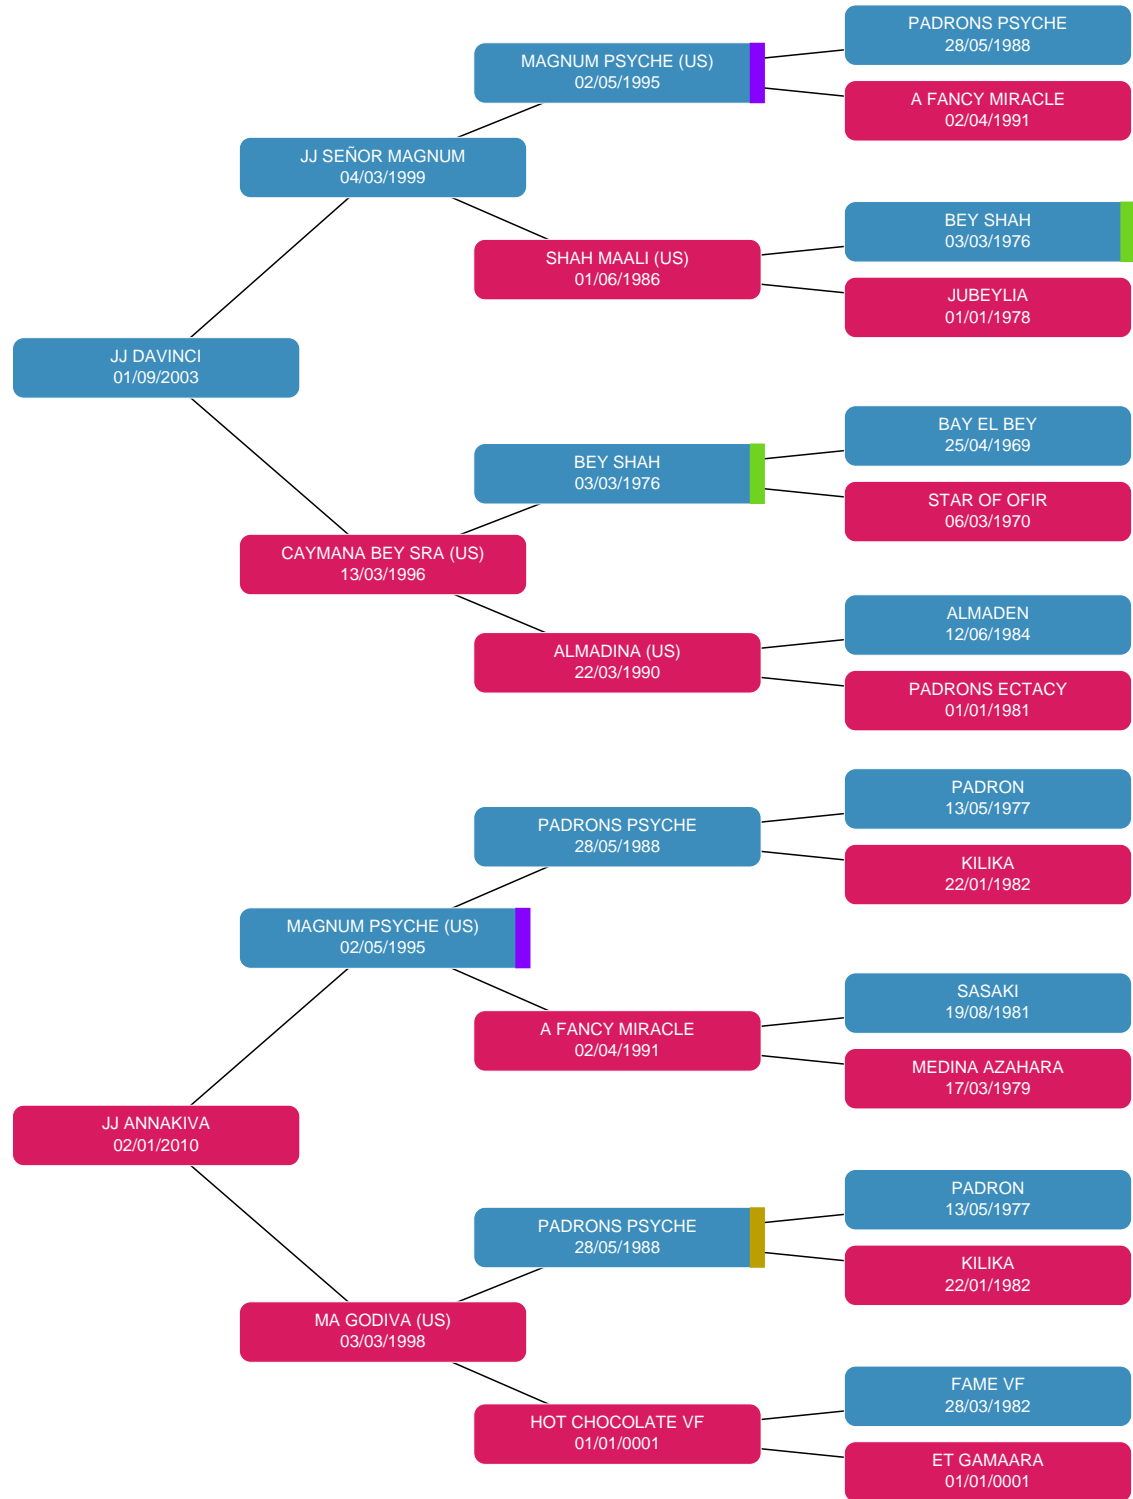 PADRONS PSYCHE
28/05/1988
MAGNUM PSYCHE (US)
02/05/1995
A FANCY MIRACLE
02/04/1991
JJ SEÑOR MAGNUM
04/03/1999
BEY SHAH
03/03/1976
SHAH MAALI (US)
01/06/1986
JUBEYLIA
01/01/1978
JJ DAVINCI
01/09/2003
BAY EL BEY
25/04/1969
BEY SHAH
03/03/1976
STAR OF OFIR
06/03/1970
CAYMANA BEY SRA (US)
13/03/1996
ALMADEN
12/06/1984
ALMADINA (US)
22/03/1990
PADRONS ECTACY
01/01/1981
PADRON
13/05/1977
PADRONS PSYCHE
28/05/1988
KILIKA
22/01/1982
MAGNUM PSYCHE (US)
02/05/1995
SASAKI
19/08/1981
A FANCY MIRACLE
02/04/1991
MEDINA AZAHARA
17/03/1979
JJ ANNAKIVA
02/01/2010
PADRON
13/05/1977
PADRONS PSYCHE
28/05/1988
KILIKA
22/01/1982
MA GODIVA (US)
03/03/1998
FAME VF
28/03/1982
HOT CHOCOLATE VF
01/01/0001
ET GAMAARA
01/01/0001